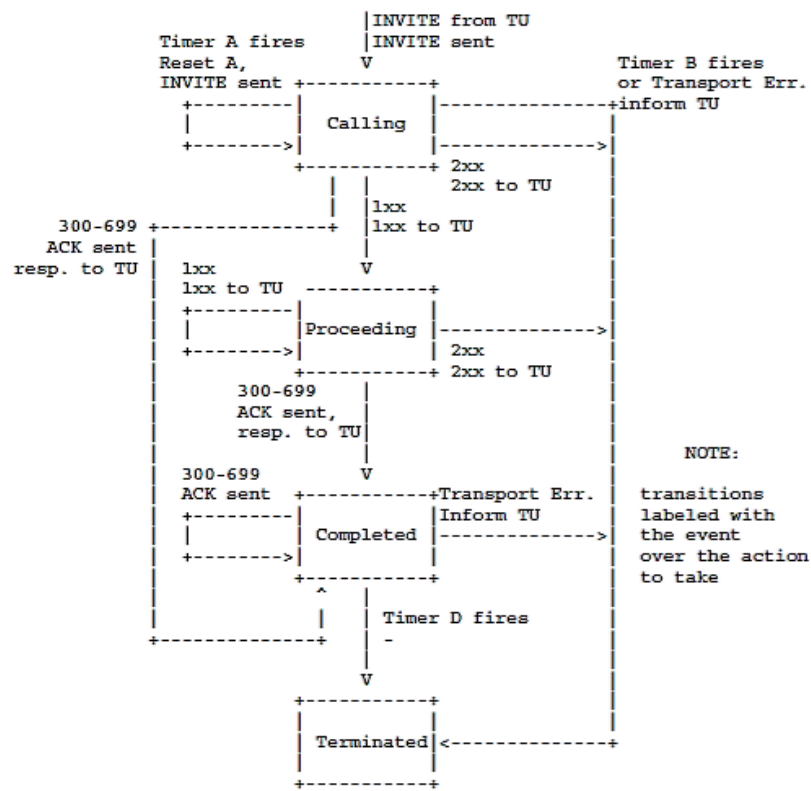 |INVITE from TU
Timer A fires |INVITE sent
Reset A, V Timer B fires
INVITE sent +-----------+ or Transport Err.
+---------| |---------------+inform TU
| | Calling | |
+-------->| |-------------->|
+-----------+ 2xx |
| | 2xx to TU |
| |1xx |
300-699 +---------------+ |1xx to TU |
ACK sent | | |
resp. to TU | 1xx V |
| 1xx to TU -----------+ |
| +---------| | |
| | |Proceeding |-------------->|
| +-------->| | 2xx |
| +-----------+ 2xx to TU |
| 300-699 | |
| ACK sent, | |
| resp. to TU| |
| | | NOTE:
| 300-699 V |
| ACK sent +-----------+Transport Err. | transitions
| +---------| |Inform TU | labeled with
| | | Completed |-------------->| the event
| +-------->| | | over the action
| +-----------+ | to take
| ^ | |
| | | Timer D fires |
+--------------+ | - |
| |
V |
+-----------+ |
| | |
| Terminated|<--------------+
| |
+-----------+